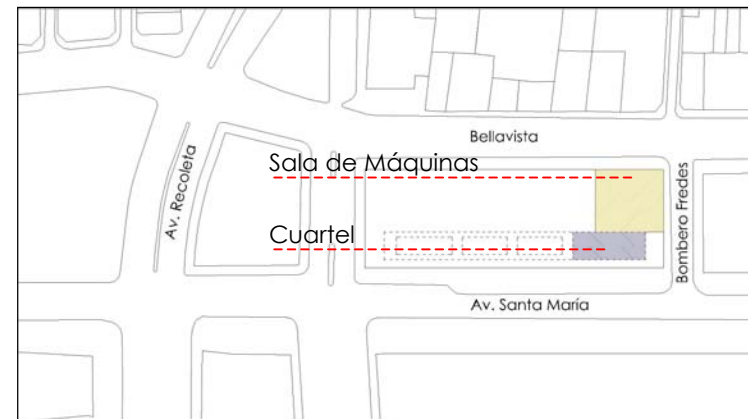 Bellavista
Sala de Máquinas
Av. Recoleta
Bombero Fredes
Cuartel
Av. Santa María